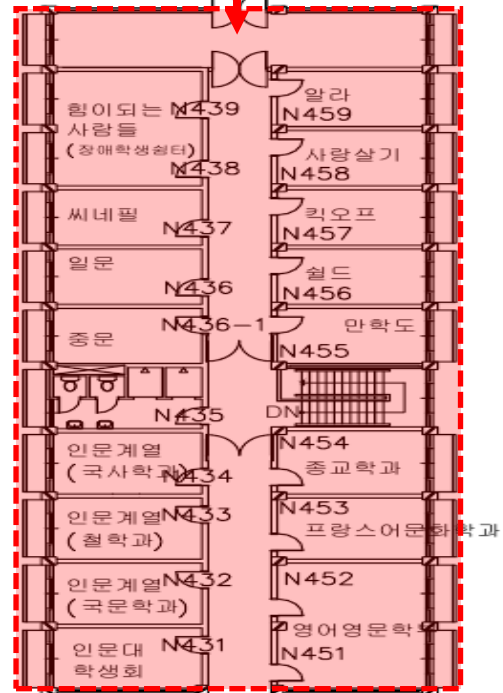 힘이되는 N439
사람들
(장애학생쉼터)
N438
알라
N459
사랑살기
N458
씨네필
N437
킥오프
N457
일문
N436
쉴드
N456
N436-1
중문
만학도
N455
N435
DN
인문계열
(국사학과)
N434
N454
종교학과
인문계열 N433
(철학과)
N453
프랑스어문화학과
인문계열 N432
(국문학과)
N452
영어영문학부
N451
인문대 N431
학생회